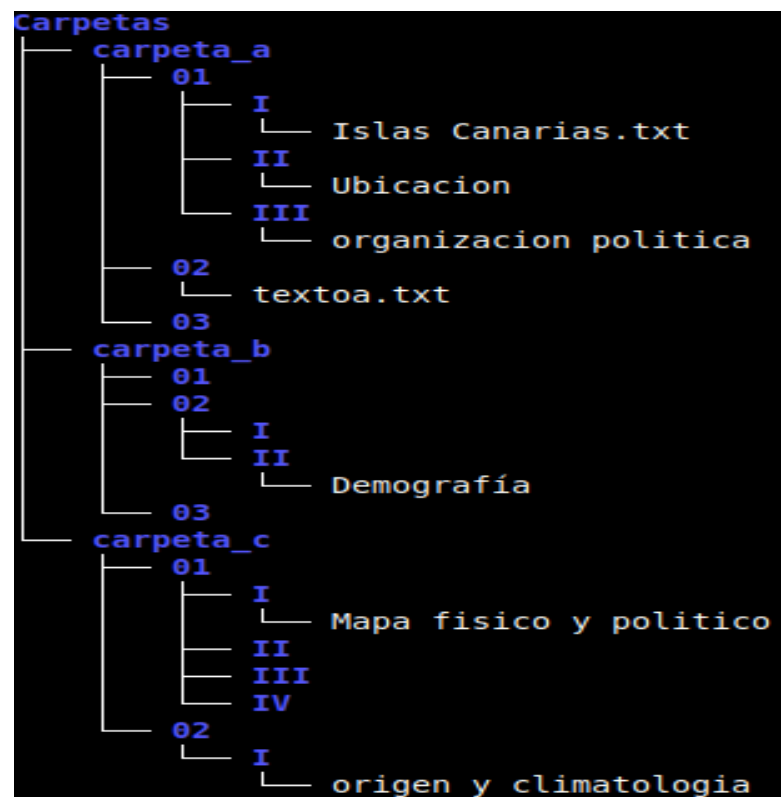 Carpetas
carpeta_a
01
I
Islas Canarias.txt
II
Ubicacion
III
organizacion politica
02
textoa.txt
03
carpeta_b
01
02
I
II
Demografía
03
carpeta_c
01
I
Mapa fisico y politico
II
III
IV
02
I
origen y climatologia